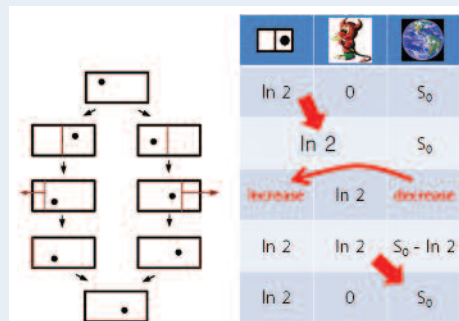 ln 2 0 S₀
ln 2 S₀
increase ln 2 decrease
ln 2 ln 2 S₀ - ln 2
ln 2 0 S₀